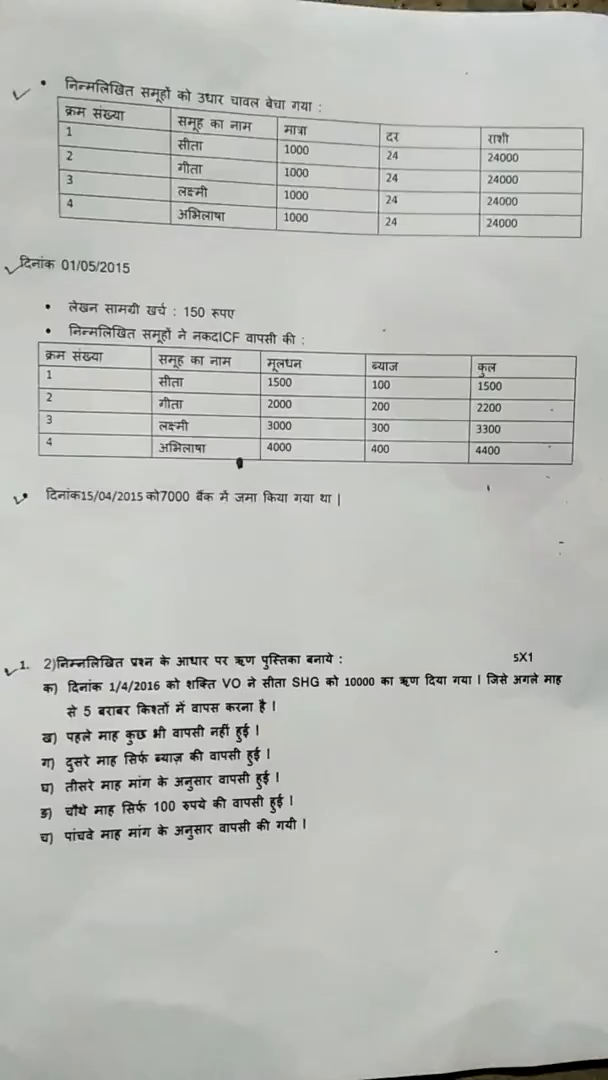 • निन्मलिखित समूहों को उधार चावल बेचा गया :
क्रम संख्या समूह का नाम मात्रा दर राशी
1 सीता 1000 24 24000
2 गीता 1000 24 24000
3 लक्ष्मी 1000 24 24000
4 अभिलाषा 1000 24 24000
दिनांक 01/05/2015
• लेखन सामग्री खर्च : 150 रूपए
• निन्मलिखित समूहों ने नकदICF वापसी की :
क्रम संख्या समूह का नाम मूलधन ब्याज कुल
1 सीता 1500 100 1500
2 गीता 2000 200 2200
3 लक्ष्मी 3000 300 3300
4 अभिलाषा 4000 400 4400
• दिनांक15/04/2015 को7000 बैंक में जमा किया गया था |
1. 2)निम्नलिखित प्रश्न के आधार पर ऋण पुस्तिका बनाये : 5X1
क) दिनांक 1/4/2016 को शक्ति VO ने सीता SHG को 10000 का ऋण दिया गया । जिसे अगले माह
से 5 बराबर किश्तों में वापस करना है ।
ख) पहले माह कुछ भी वापसी नहीं हुई ।
ग) दुसरे माह सिर्फ ब्याज़ की वापसी हुई ।
घ) तीसरे माह मांग के अनुसार वापसी हुई ।
ङ) चौथे माह सिर्फ 100 रुपये की वापसी हुई ।
च) पांचवे माह मांग के अनुसार वापसी की गयी ।